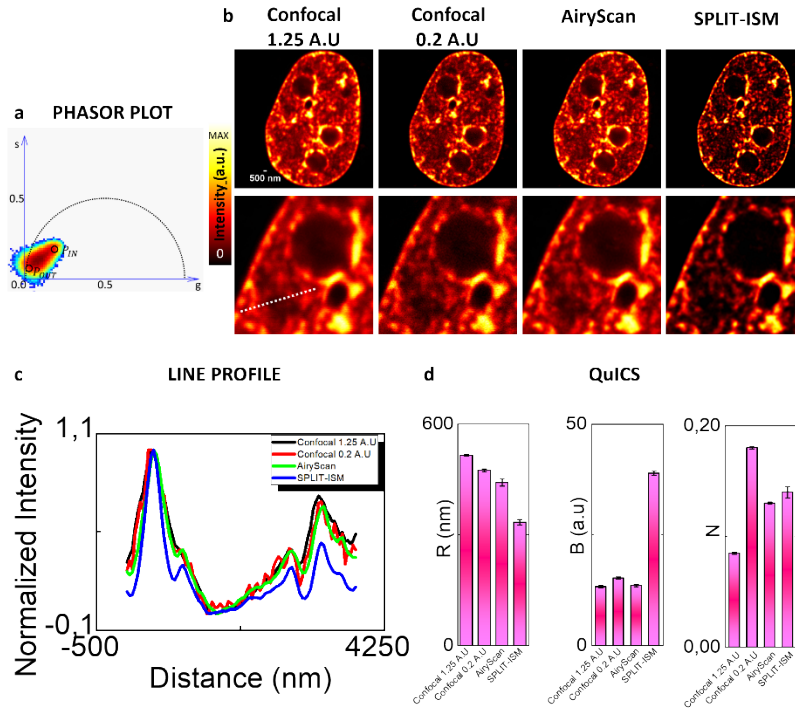 b
Confocal
1.25 A.U
Confocal
0.2 A.U
AiryScan
SPLIT-ISM
a
PHASOR PLOT
s
0.5
P_IN
P_OUT
0.0
0.5
g
MAX
Intensity (a.u.)
0
500 nm
c
LINE PROFILE
Normalized Intensity
1,1
-0.1
-500
4250
Distance (nm)
Confocal 1.25 A.U
Confocal 0.2 A.U
AiryScan
SPLIT-ISM
d
QuICS
600
R (nm)
0
Confocal 1.25 A.U
Confocal 0.2 A.U
AiryScan
SPLIT-ISM
50
B (a.u)
0
Confocal 1.25 A.U
Confocal 0.2 A.U
AiryScan
SPLIT-ISM
0,20
N
0,00
Confocal 1.25 A.U
Confocal 0.2 A.U
AiryScan
SPLIT-ISM